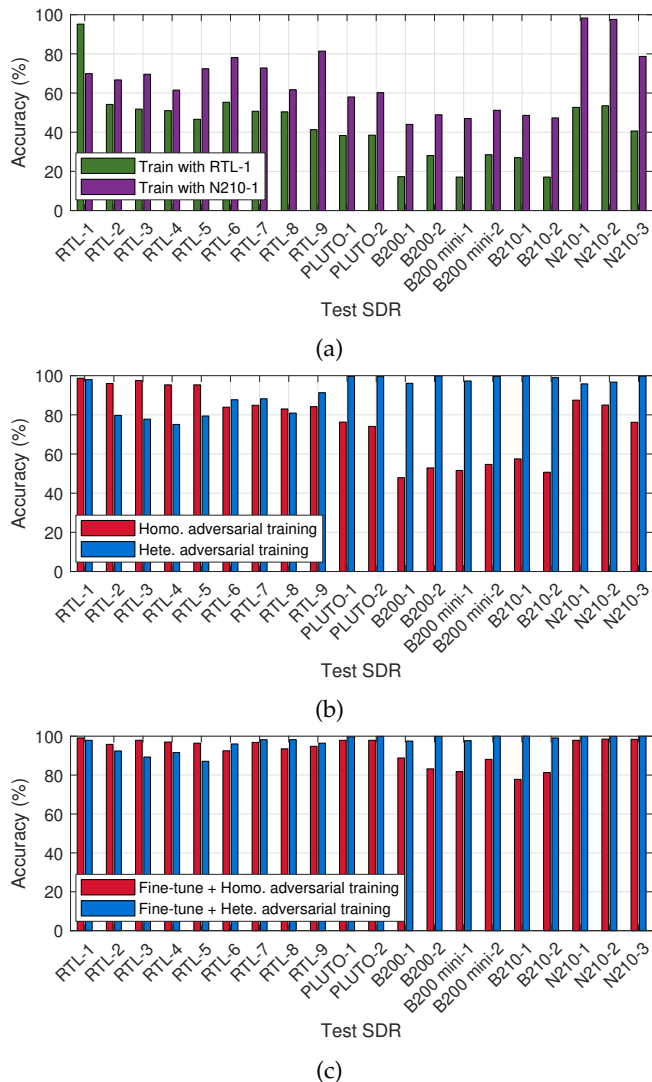 100
80
60
40
20
0
Accuracy (%)
Train with RTL-1
Train with N210-1
RTL-1
RTL-2
RTL-3
RTL-4
RTL-5
RTL-6
RTL-7
RTL-8
RTL-9
PLUTO-1
PLUTO-2
B200-1
B200-2
B200 mini-1
B200 mini-2
B210-1
B210-2
N210-1
N210-2
N210-3
Test SDR
(a)
100
80
60
40
20
0
Accuracy (%)
Homo. adversarial training
Hete. adversarial training
RTL-1
RTL-2
RTL-3
RTL-4
RTL-5
RTL-6
RTL-7
RTL-8
RTL-9
PLUTO-1
PLUTO-2
B200-1
B200-2
B200 mini-1
B200 mini-2
B210-1
B210-2
N210-1
N210-2
N210-3
Test SDR
(b)
100
80
60
40
20
0
Accuracy (%)
Fine-tune + Homo. adversarial training
Fine-tune + Hete. adversarial training
RTL-1
RTL-2
RTL-3
RTL-4
RTL-5
RTL-6
RTL-7
RTL-8
RTL-9
PLUTO-1
PLUTO-2
B200-1
B200-2
B200 mini-1
B200 mini-2
B210-1
B210-2
N210-1
N210-2
N210-3
Test SDR
(c)